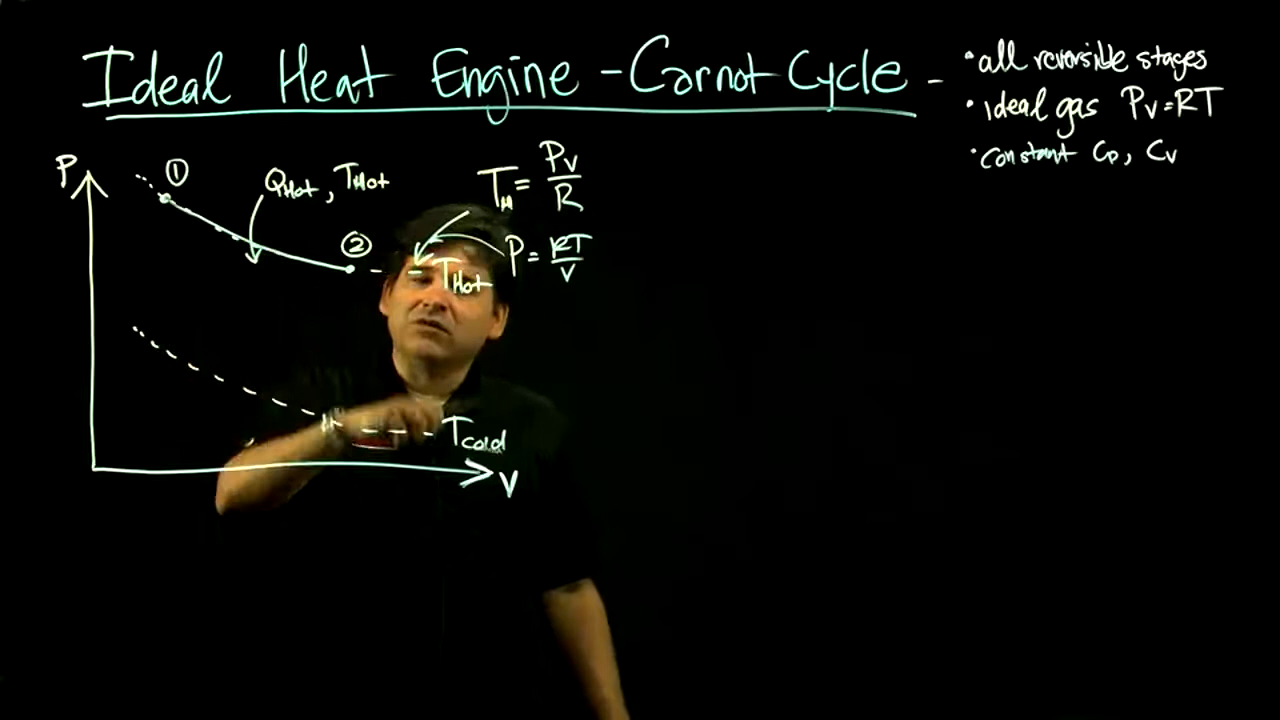 Ideal Heat Engine - Cornot Cycle -
• all reversible stages
• ideal gas Pv=RT
• constant Cp, Cv
P
①
QHot, THot
TH = Pv/R
②
P = RT/v
THot
Tcold
v